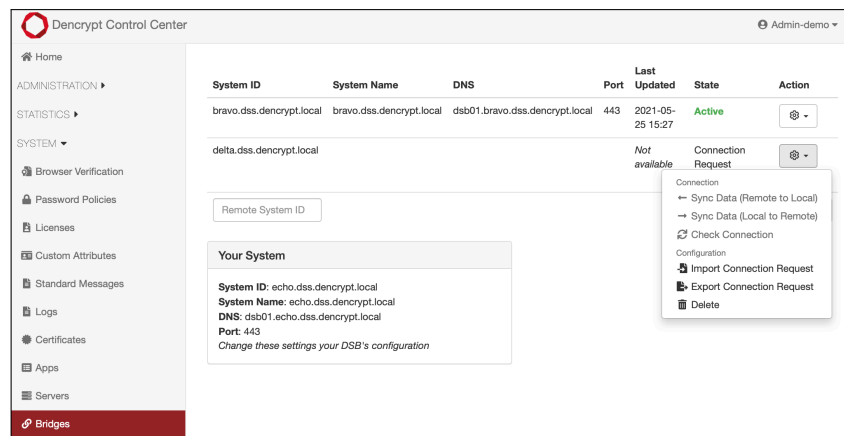 Dencrypt Control Center
Admin-demo
Home
ADMINISTRATION
STATISTICS
SYSTEM
Browser Verification
Password Policies
Licenses
Custom Attributes
Standard Messages
Logs
Certificates
Apps
Servers
Bridges
System ID System Name DNS Port Last Updated State Action
bravo.dss.dencrypt.local bravo.dss.dencrypt.local dsb01.bravo.dss.dencrypt.local 443 2021-05-25 15:27 Active
delta.dss.dencrypt.local Not available Connection Request
Remote System ID
Connection
Sync Data (Remote to Local)
Sync Data (Local to Remote)
Check Connection
Configuration
Import Connection Request
Export Connection Request
Delete
Your System
System ID: echo.dss.dencrypt.local
System Name: echo.dss.dencrypt.local
DNS: dsb01.echo.dss.dencrypt.local
Port: 443
Change these settings your DSB's configuration